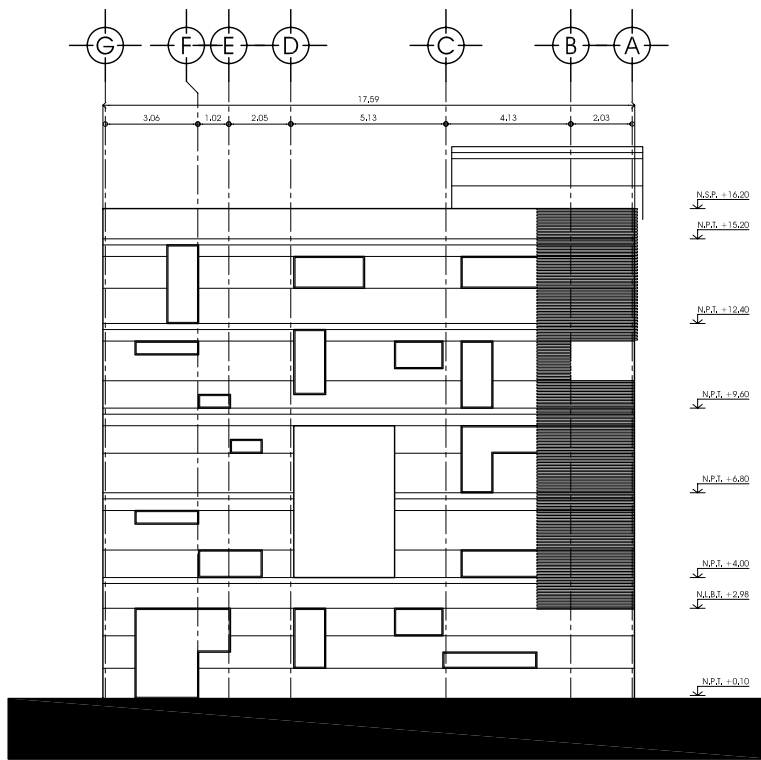 G F E D C B A
17.59
3.06 1.02 2.05 5.13 4.13 2.03
N.S.P. +16.20
N.P.T. +15.20
N.P.T. +12.40
N.P.T. +9.60
N.P.T. +6.80
N.P.T. +4.00
N.L.B.T. +2.98
N.P.T. +0.10